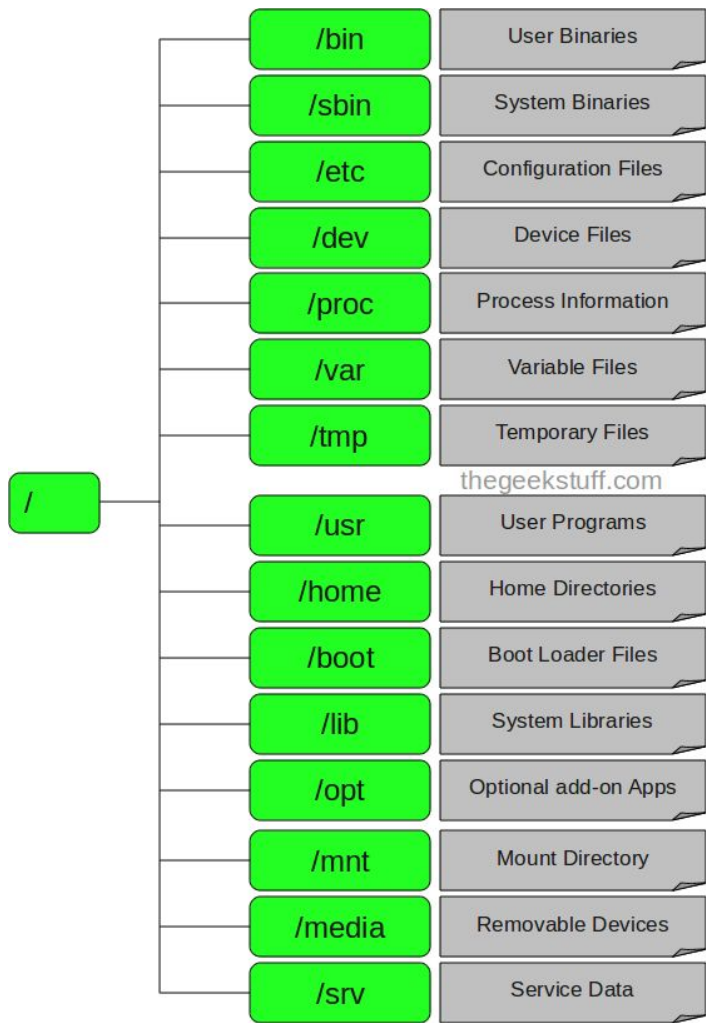 /bin User Binaries
/sbin System Binaries
/etc Configuration Files
/dev Device Files
/proc Process Information
/var Variable Files
/tmp Temporary Files
thegeekstuff.com
/
/usr User Programs
/home Home Directories
/boot Boot Loader Files
/lib System Libraries
/opt Optional add-on Apps
/mnt Mount Directory
/media Removable Devices
/srv Service Data